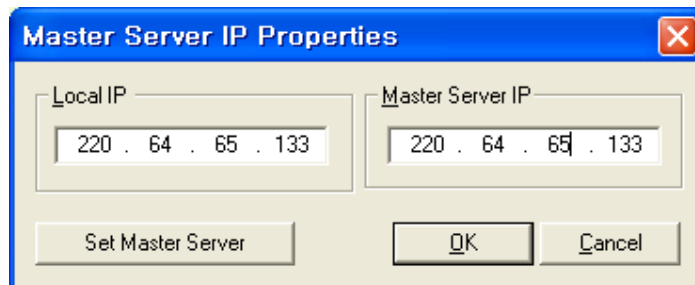 Master Server IP Properties
Local IP
Master Server IP
220 . 64 . 65 . 133
220 . 64 . 65 . 133
Set Master Server
OK
Cancel